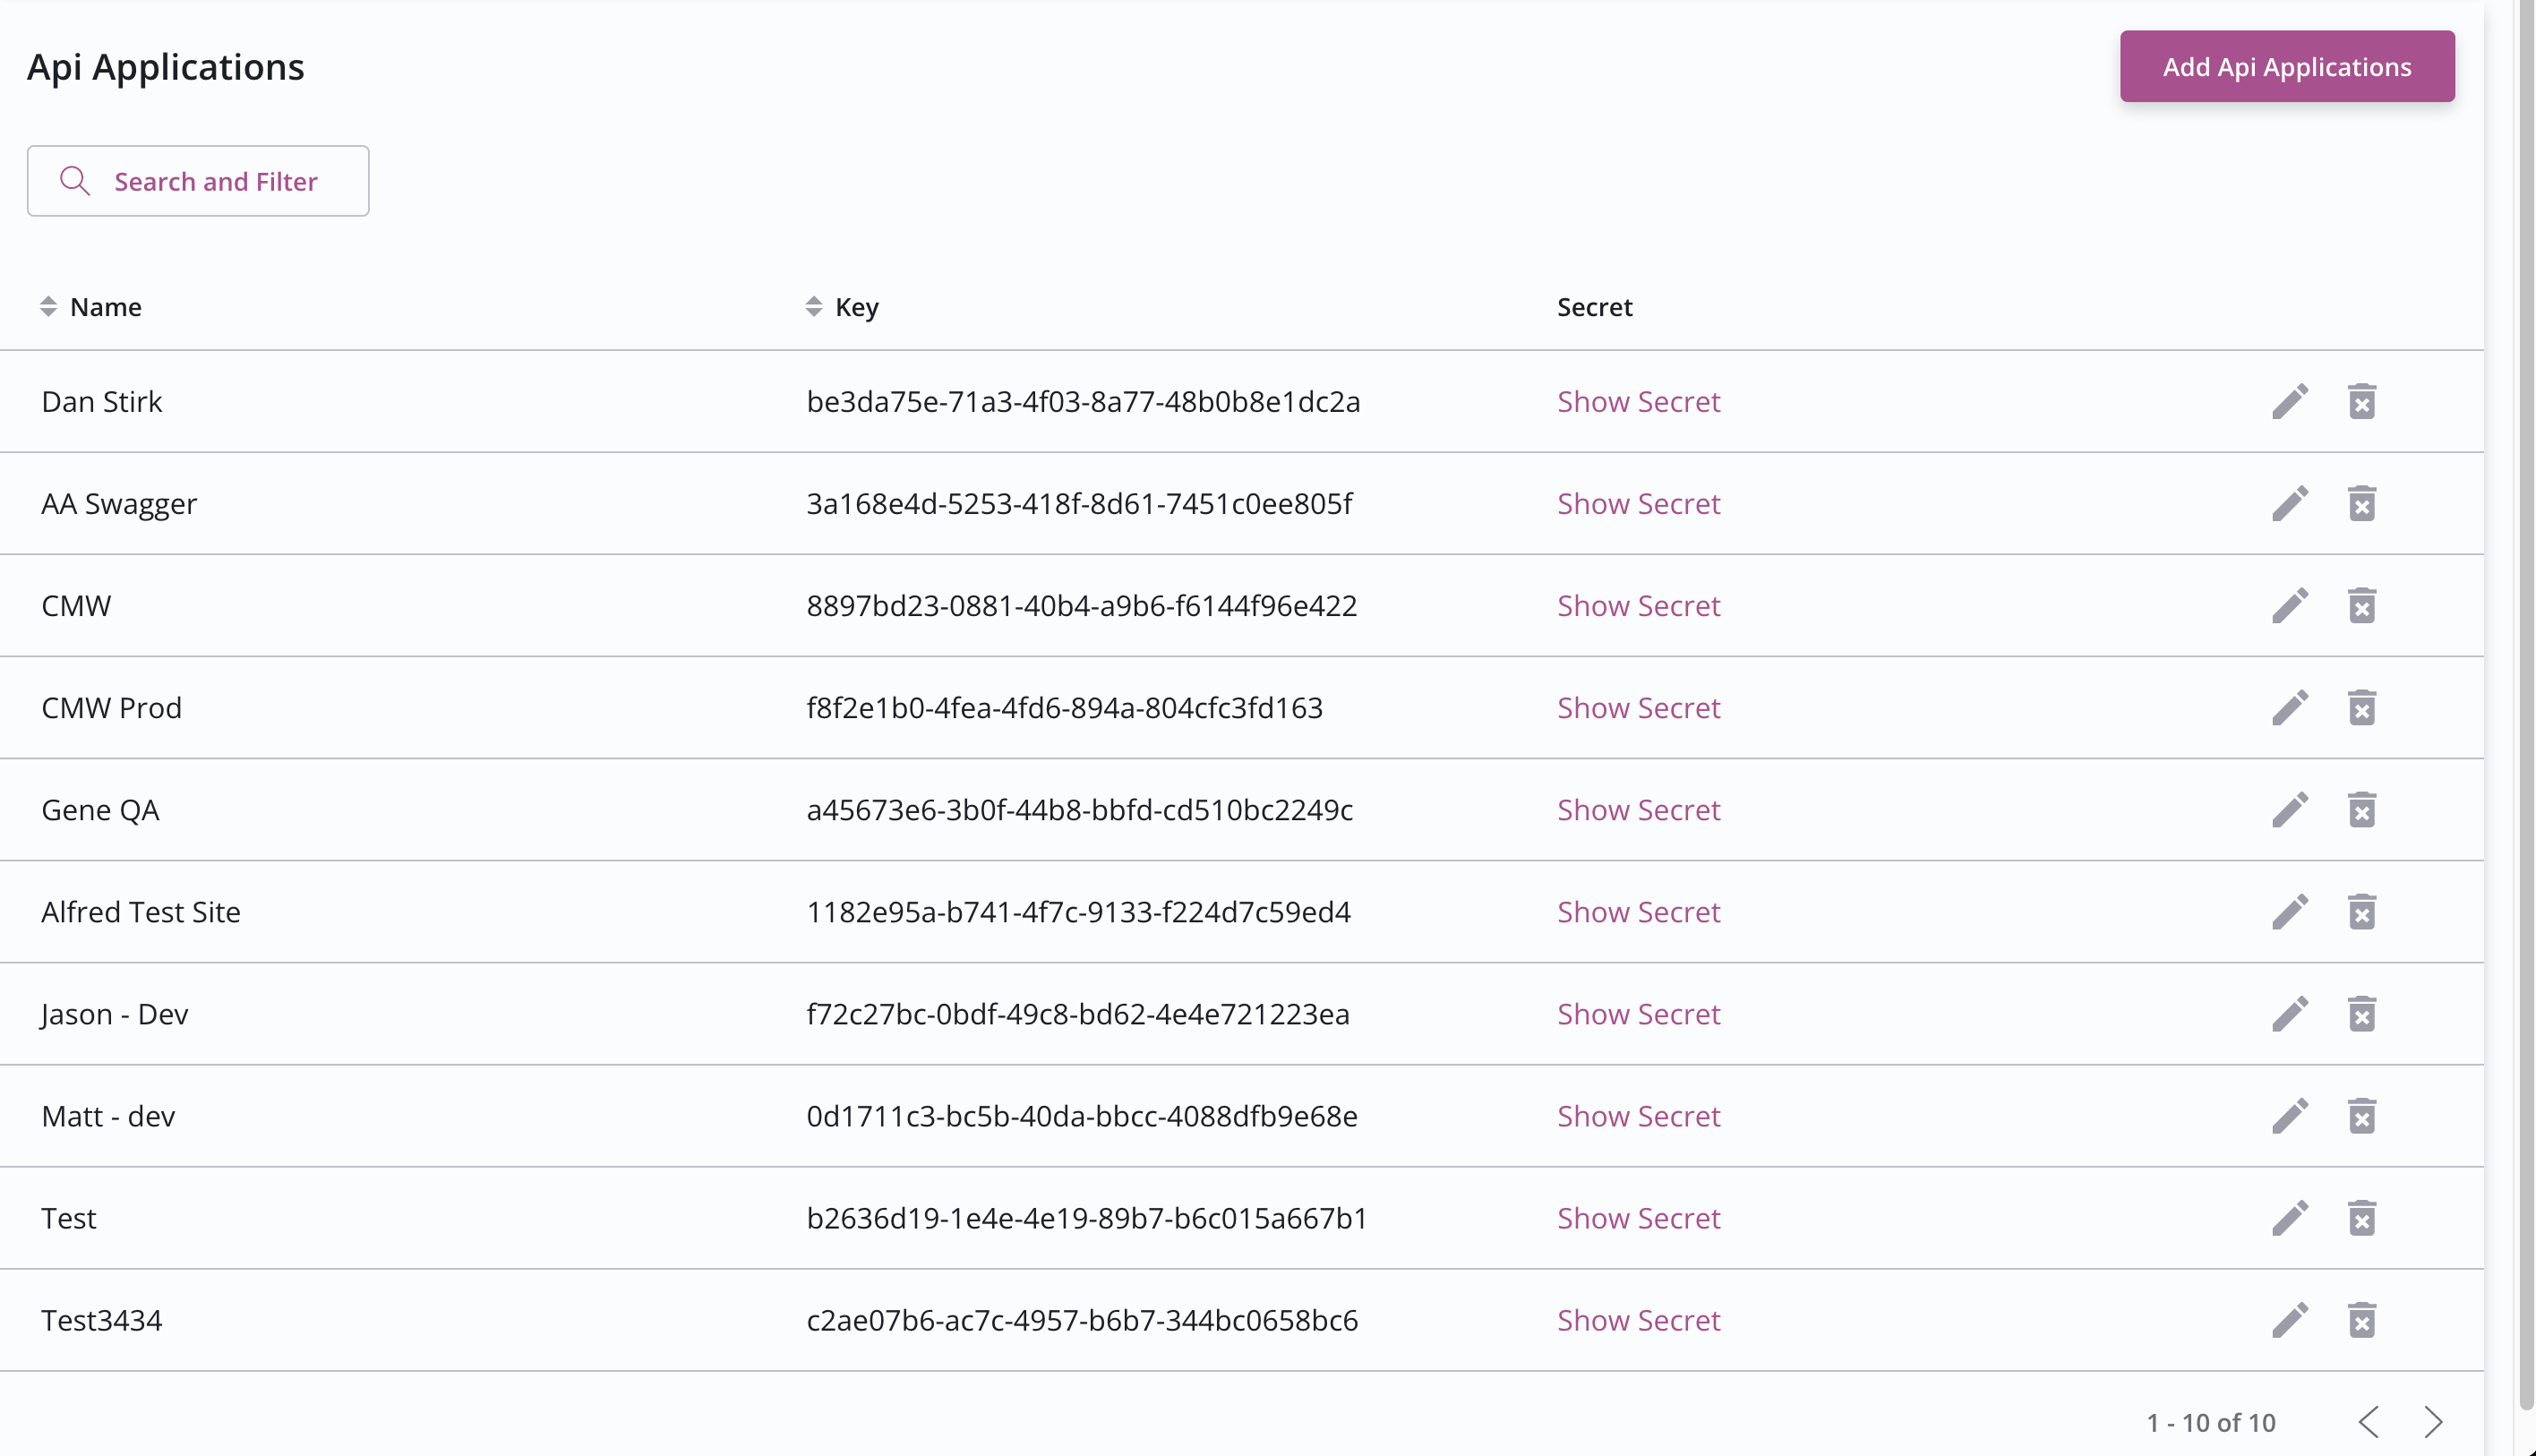 Api Applications
Add Api Applications
Search and Filter
Name Key Secret
Dan Stirk be3da75e-71a3-4f03-8a77-48b0b8e1dc2a Show Secret
AA Swagger 3a168e4d-5253-418f-8d61-7451c0ee805f Show Secret
CMW 8897bd23-0881-40b4-a9b6-f6144f96e422 Show Secret
CMW Prod f8f2e1b0-4fea-4fd6-894a-804cfc3fd163 Show Secret
Gene QA a45673e6-3b0f-44b8-bbfd-cd510bc2249c Show Secret
Alfred Test Site 1182e95a-b741-4f7c-9133-f224d7c59ed4 Show Secret
Jason - Dev f72c27bc-0bdf-49c8-bd62-4e4e721223ea Show Secret
Matt - dev 0d1711c3-bc5b-40da-bbcc-4088dfb9e68e Show Secret
Test b2636d19-1e4e-4e19-89b7-b6c015a667b1 Show Secret
Test3434 c2ae07b6-ac7c-4957-b6b7-344bc0658bc6 Show Secret
1 - 10 of 10